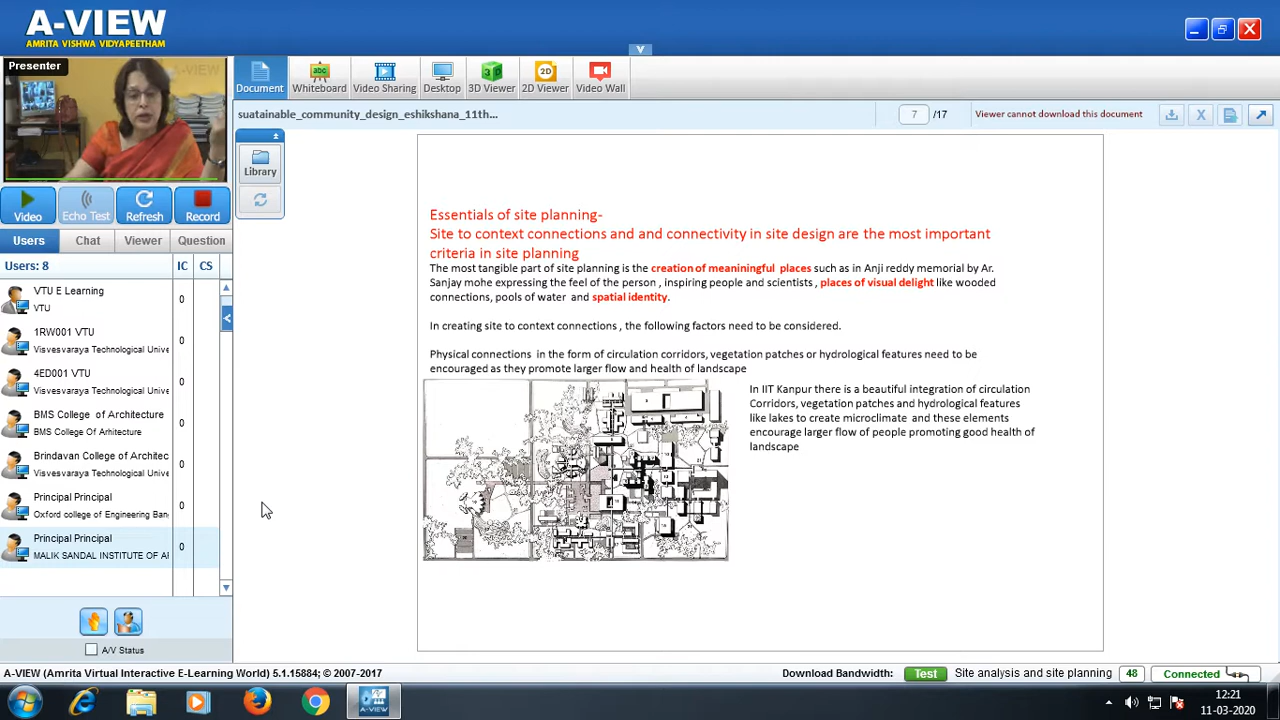 A-VIEW
AMRITA VISHWA VIDYAPEETHAM
Presenter
A-VIEW
Video
Echo Test
Refresh
Record
Users
Chat
Viewer
Question
Users: 8
IC
CS
VTU E Learning
VTU
0
1RW001 VTU
Visvesvaraya Technological Unive
0
4ED001 VTU
Visvesvaraya Technological Unive
0
BMS College of Architecture
BMS College Of Arhitecture
0
Brindavan College of Architec
Visvesvaraya Technological Unive
0
Principal Principal
Oxford college of Engineering Ban
0
Principal Principal
MALIK SANDAL INSTITUTE OF AF
0
A/V Status
Document
Whiteboard
Video Sharing
Desktop
3D Viewer
2D Viewer
Video Wall
suatainable_community_design_eshikshana_11th...
7 /17
Viewer cannot download this document
Library
Essentials of site planning-
Site to context connections and and connectivity in site design are the most important
criteria in site planning
The most tangible part of site planning is the creation of meaniningful places such as in Anji reddy memorial by Ar.
Sanjay mohe expressing the feel of the person , inspiring people and scientists , places of visual delight like wooded
connections, pools of water and spatial identity.
In creating site to context connections , the following factors need to be considered.
Physical connections in the form of circulation corridors, vegetation patches or hydrological features need to be
encouraged as they promote larger flow and health of landscape
In IIT Kanpur there is a beautiful integration of circulation
Corridors, vegetation patches and hydrological features
like lakes to create microclimate and these elements
encourage larger flow of people promoting good health of
landscape
A-VIEW (Amrita Virtual Interactive E-Learning World) 5.1.15884; © 2007-2017
Download Bandwidth:
Test
Site analysis and site planning
48
Connected
12:21
11-03-2020